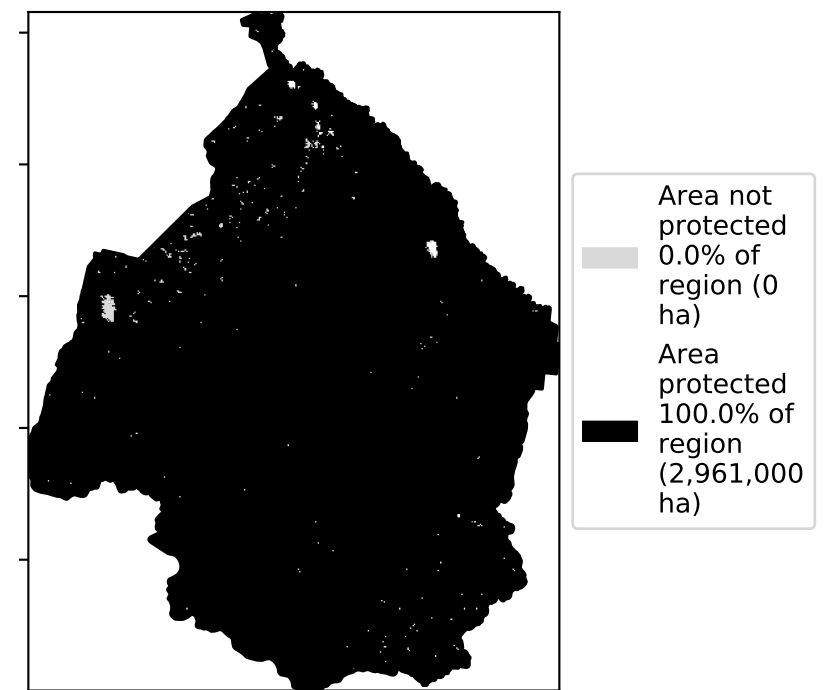 Area not
protected
0.0% of
region (0
ha)
Area
protected
100.0% of
region
(2,961,000
ha)